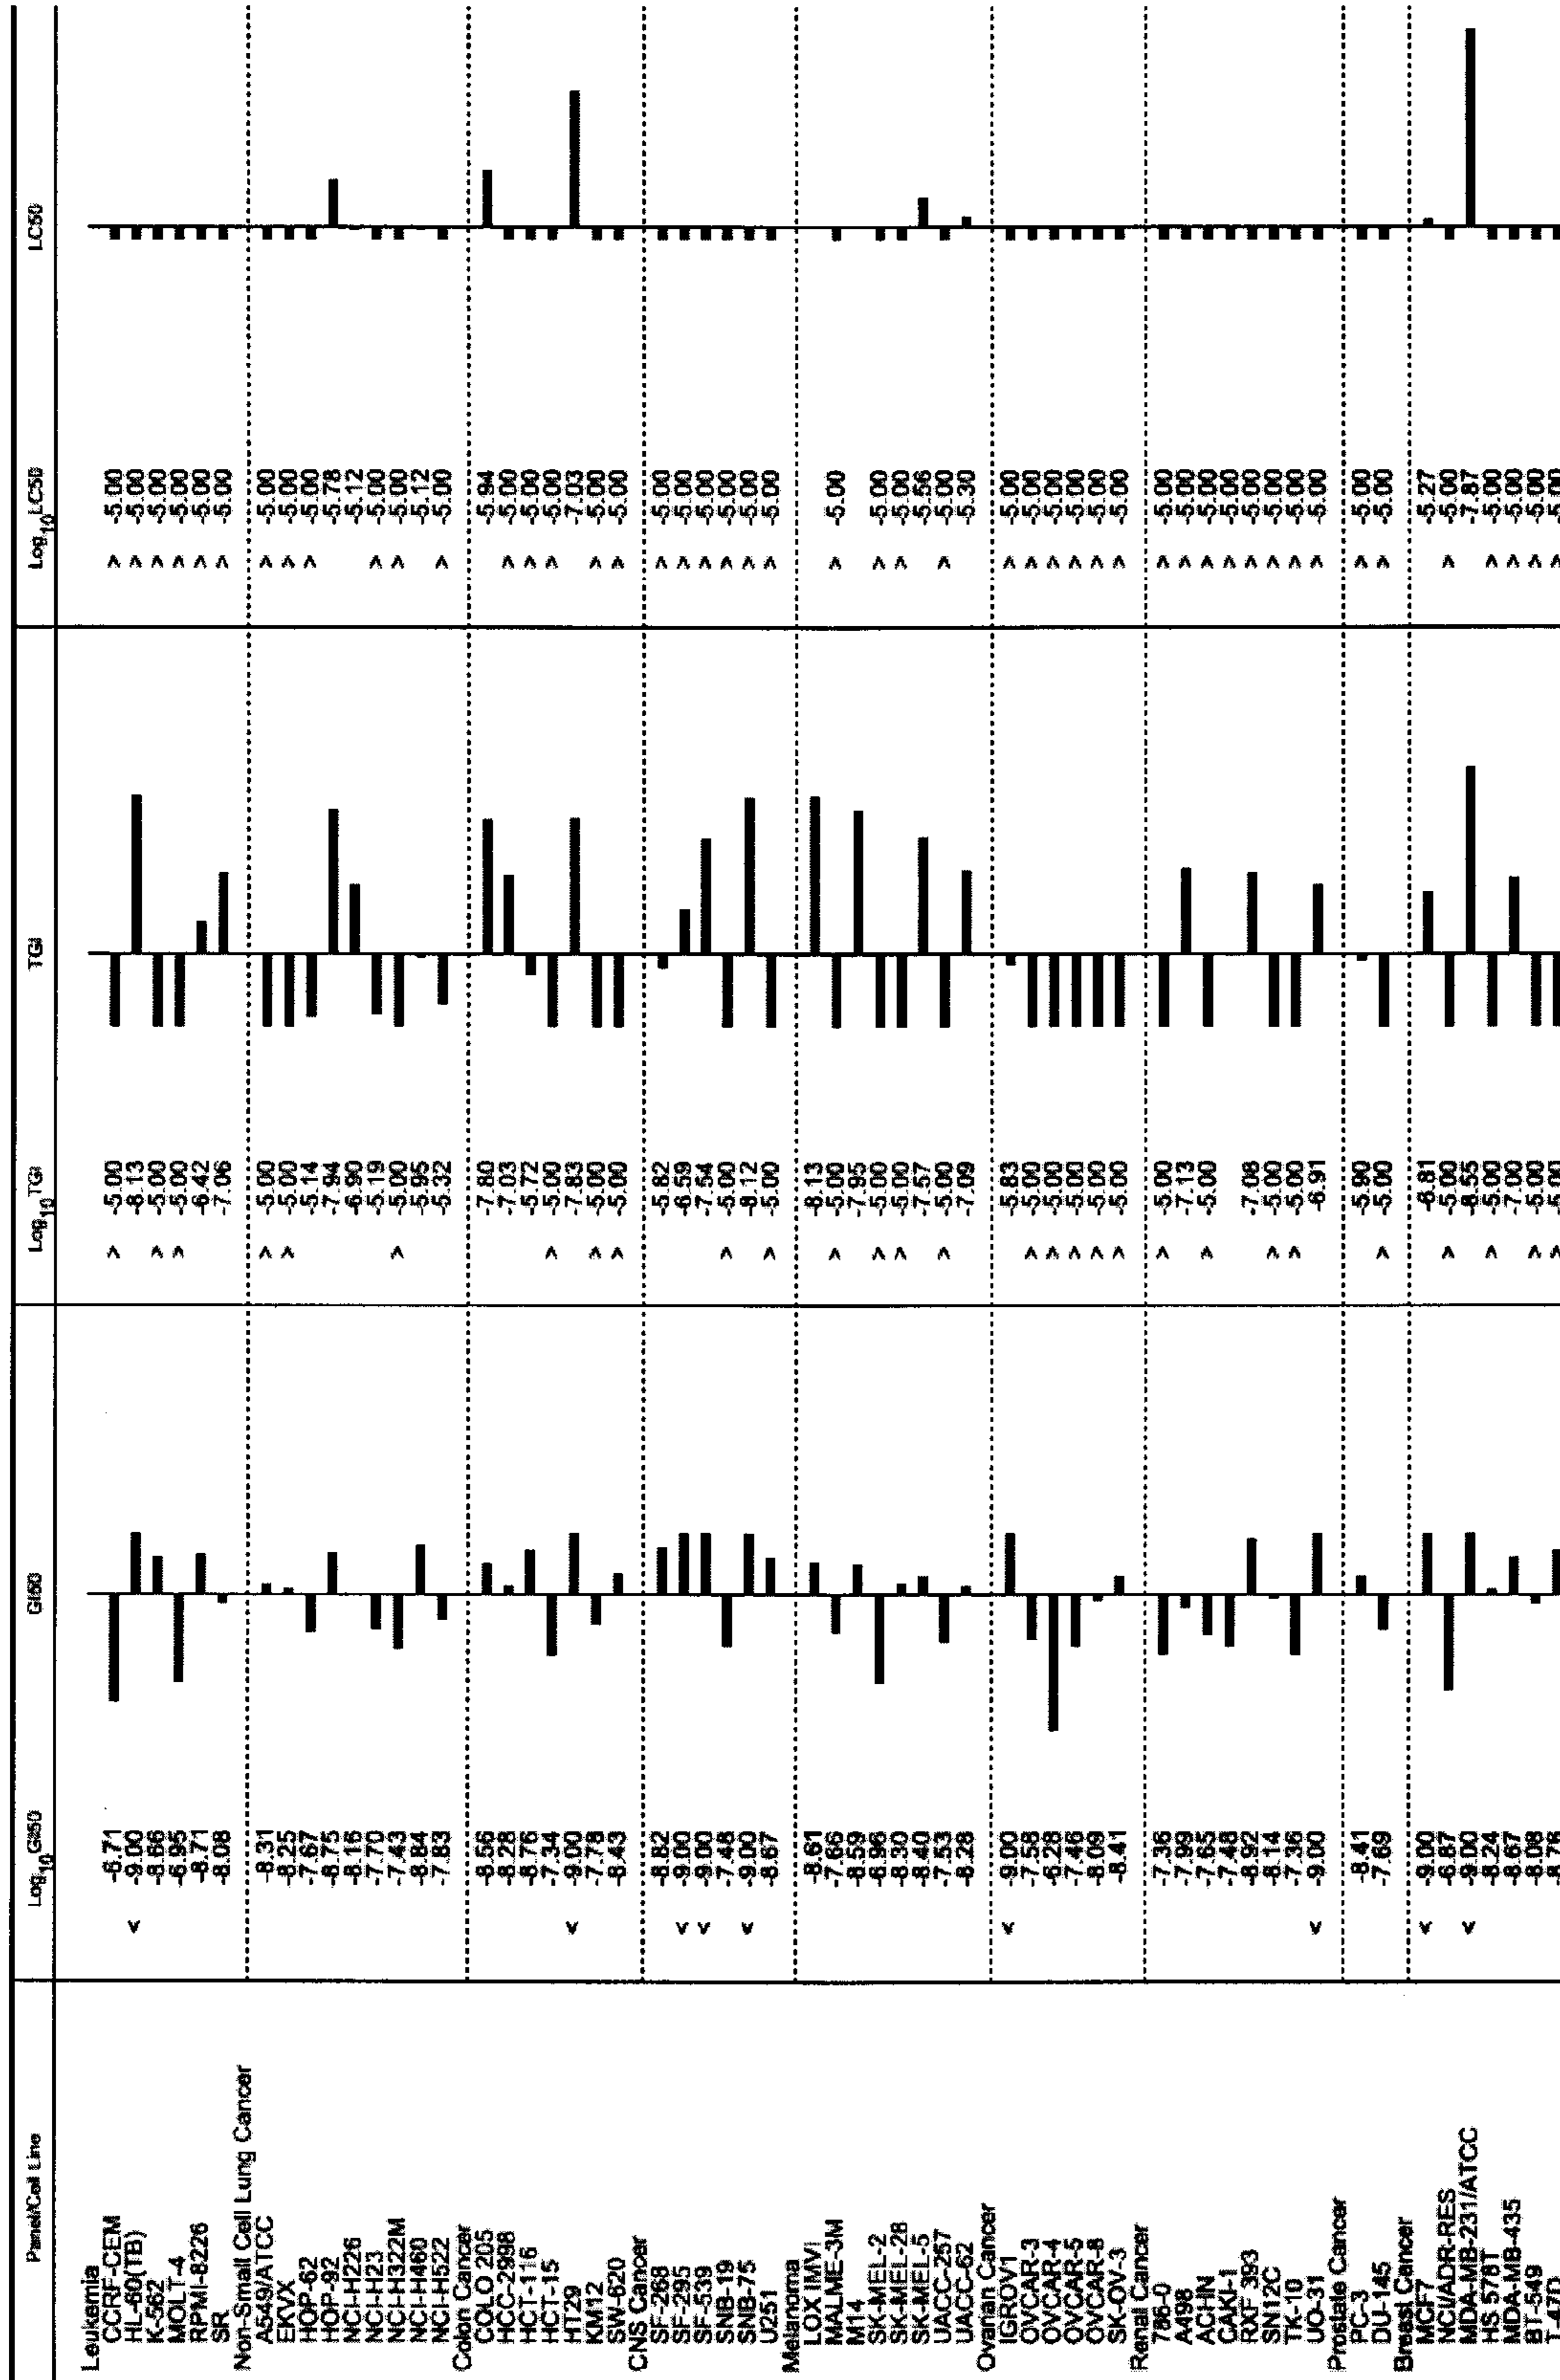 Panel/Cell Line Log10 GI50 GI50 Log10 TGI TGI Log10 LC50 LC50
Leukemia
CCRF-CEM -6.71 > -5.00 > -5.00
HL-60(TB) < -9.00 -8.13 > -5.00
K-562 -8.66 > -5.00 > -5.00
MOLT-4 -6.95 > -5.00 > -5.00
RPMI-8226 -8.71 -6.42 > -5.00
SR -8.08 -7.06 > -5.00
Non-Small Cell Lung Cancer
A549/ATCC -8.31 > -5.00 > -5.00
EKVX -8.25 > -5.00 > -5.00
HOP-62 -7.67 -5.14 > -5.00
HOP-92 -8.75 -7.94 -5.78
NCI-H226 -8.16 -6.90 -5.12
NCI-H23 -7.70 -5.19 > -5.00
NCI-H322M -7.43 > -5.00 > -5.00
NCI-H460 -8.84 -5.95 -5.12
NCI-H522 -7.83 -5.32 > -5.00
Colon Cancer
COLO 205 -8.56 -7.80 -5.94
HCC-2998 -8.28 -7.03 > -5.00
HCT-116 -8.76 -5.72 > -5.00
HCT-15 -7.34 > -5.00 > -5.00
HT29 < -9.00 -7.83 -7.03
KM12 -7.78 > -5.00 > -5.00
SW-620 -8.43 > -5.00 > -5.00
CNS Cancer
SF-268 -8.82 -5.82 > -5.00
SF-295 < -9.00 -6.59 > -5.00
SF-539 < -9.00 -7.54 > -5.00
SNB-19 -7.48 > -5.00 > -5.00
SNB-75 < -9.00 -8.12 > -5.00
U251 -8.67 > -5.00 > -5.00
Melanoma
LOX IMVI -8.61 -8.13
MALME-3M -7.66 > -5.00 > -5.00
M14 -8.59 -7.95
SK-MEL-2 -6.96 > -5.00 > -5.00
SK-MEL-28 -8.30 > -5.00 > -5.00
SK-MEL-5 -8.40 -7.57 -5.56
UACC-257 -7.53 > -5.00 > -5.00
UACC-62 -8.28 -7.09 -5.30
Ovarian Cancer
IGROV1 < -9.00 -5.83 > -5.00
OVCAR-3 -7.58 > -5.00 > -5.00
OVCAR-4 -6.28 > -5.00 > -5.00
OVCAR-5 -7.46 > -5.00 > -5.00
OVCAR-8 -8.09 > -5.00 > -5.00
SK-OV-3 -8.41 > -5.00 > -5.00
Renal Cancer
786-0 -7.36 > -5.00 > -5.00
A498 -7.99 -7.13 > -5.00
ACHN -7.65 > -5.00 > -5.00
CAKI-1 -7.48 > -5.00
RXF 393 -8.92 -7.08 > -5.00
SN12C -8.14 > -5.00 > -5.00
TK-10 -7.36 > -5.00 > -5.00
UO-31 < -9.00 -6.91 > -5.00
Prostate Cancer
PC-3 -8.41 -5.90 > -5.00
DU-145 -7.69 > -5.00 > -5.00
Breast Cancer
MCF7 < -9.00 -6.81 -5.27
NCI/ADR-RES -6.87 > -5.00 > -5.00
MDA-MB-231/ATCC < -9.00 -8.55 -7.87
HS 578T -8.24 > -5.00 > -5.00
MDA-MB-435 -8.67 -7.00 > -5.00
BT-549 -8.08 > -5.00 > -5.00
T-47D -8.76 > -5.00 > -5.00